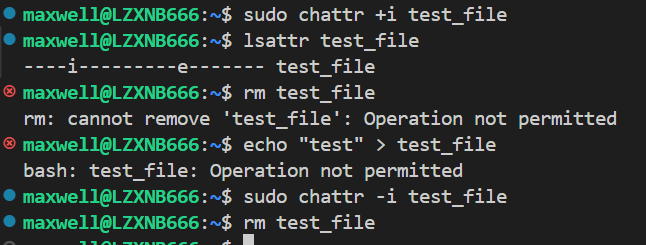 maxwell@LZXNB666:~$ sudo chattr +i test_file
maxwell@LZXNB666:~$ lsattr test_file
----i---------e------- test_file
maxwell@LZXNB666:~$ rm test_file
rm: cannot remove 'test_file': Operation not permitted
maxwell@LZXNB666:~$ echo "test" > test_file
bash: test_file: Operation not permitted
maxwell@LZXNB666:~$ sudo chattr -i test_file
maxwell@LZXNB666:~$ rm test_file